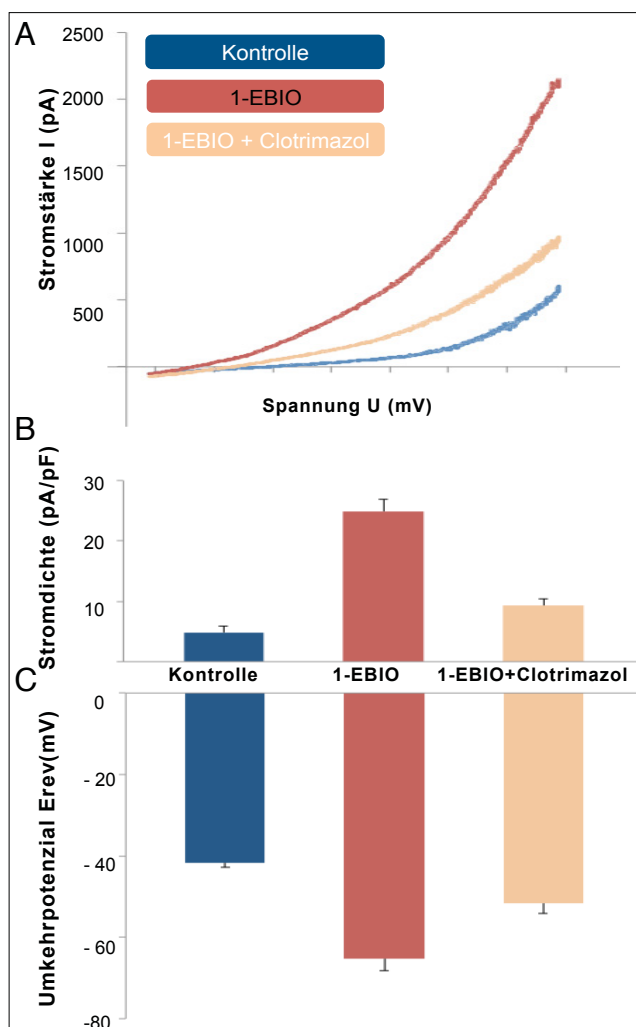 A
Stromstärke I (pA)
2500
2000
1500
1000
500
Kontrolle
1-EBIO
1-EBIO + Clotrimazol
Spannung U (mV)
B
Stromdichte (pA/pF)
30
20
10
Kontrolle 1-EBIO 1-EBIO+Clotrimazol
C
Umkehrpotenzial Erev(mV)
0
- 20
- 40
- 60
-80